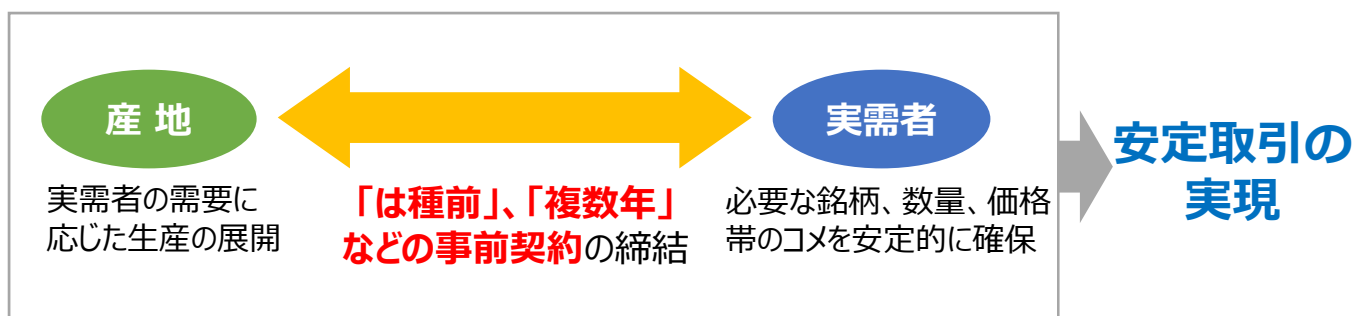 産 地
実需者の需要に
応じた生産の展開
「は種前」、「複数年」
などの事前契約の締結
実需者
必要な銘柄、数量、価格
帯のコメを安定的に確保
安定取引の
実現